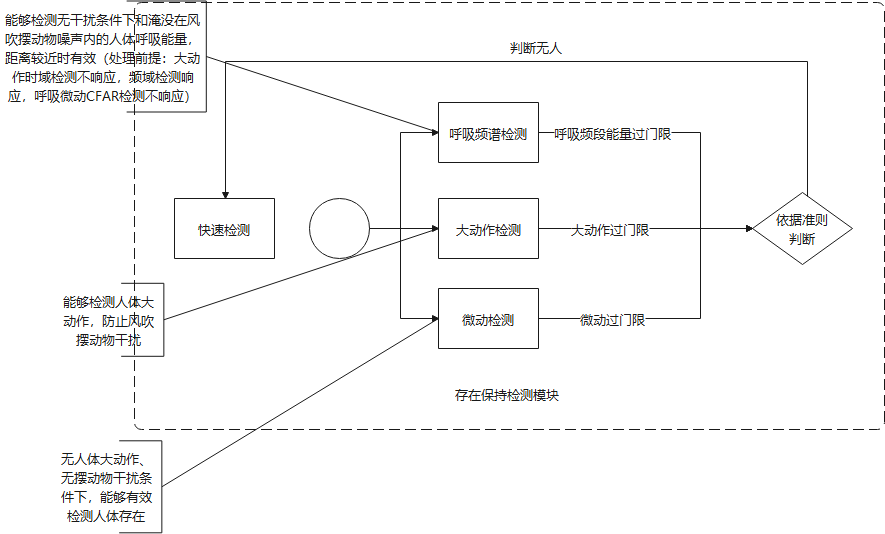 能够检测无干扰条件下和淹没在风
吹摆动物噪声内的人体呼吸能量，
距离较近时有效（处理前提：大动
作时域检测不响应，频域检测响
应，呼吸微动CFAR检测不响应）
判断无人
呼吸频谱检测
呼吸频段能量过门限
快速检测
大动作检测
大动作过门限
依据准则
判断
能够检测人体大
动作，防止风吹
摆动物干扰
微动检测
微动过门限
存在保持检测模块
无人体大动作、
无摆动物干扰条
件下，能够有效
检测人体存在